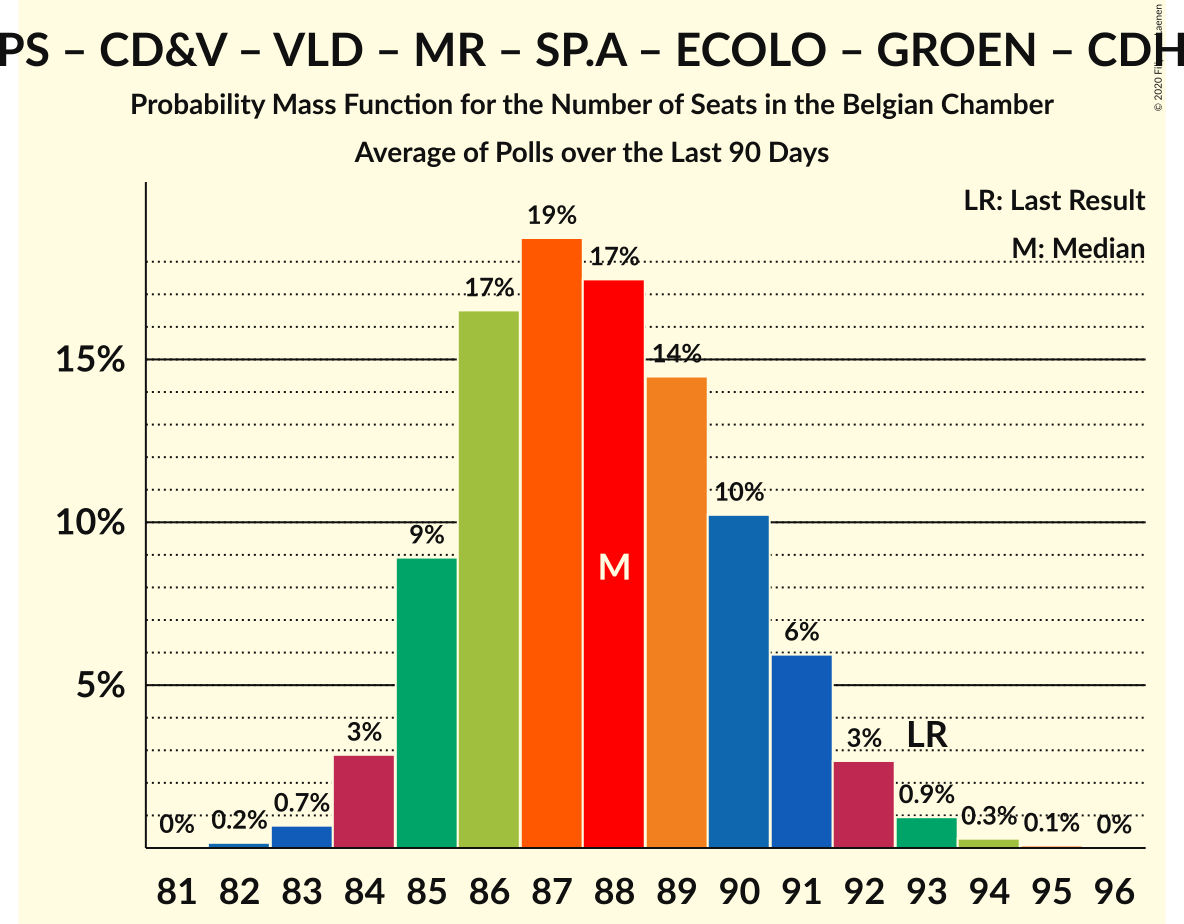 PS – CD&V – VLD – MR – SP.A – ECOLO – GROEN – CDH
Probability Mass Function for the Number of Seats in the Belgian Chamber
Average of Polls over the Last 90 Days
© 2020
LR: Last Result
M: Median
19%
17%
17%
15%
14%
10%
10%
9%
M
6%
5%
3%
3%
LR
0%
0.2%
0.7%
0.9%
0.3%
0.1%
0%
81 82 83 84 85 86 87 88 89 90 91 92 93 94 95 96